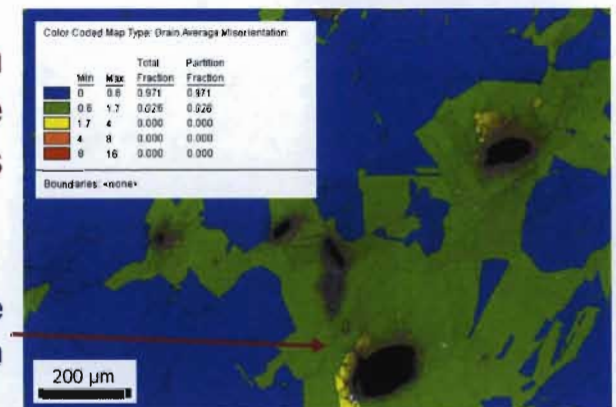 Color Coded Map Type: Grain Average Misorientation
Total Partition
Min Max Fraction Fraction
0 0.6 0.971 0.971
0.6 1.7 0.026 0.026
1.7 4 0.000 0.000
4 8 0.000 0.000
8 16 0.000 0.000
Boundaries: <none>
200 µm